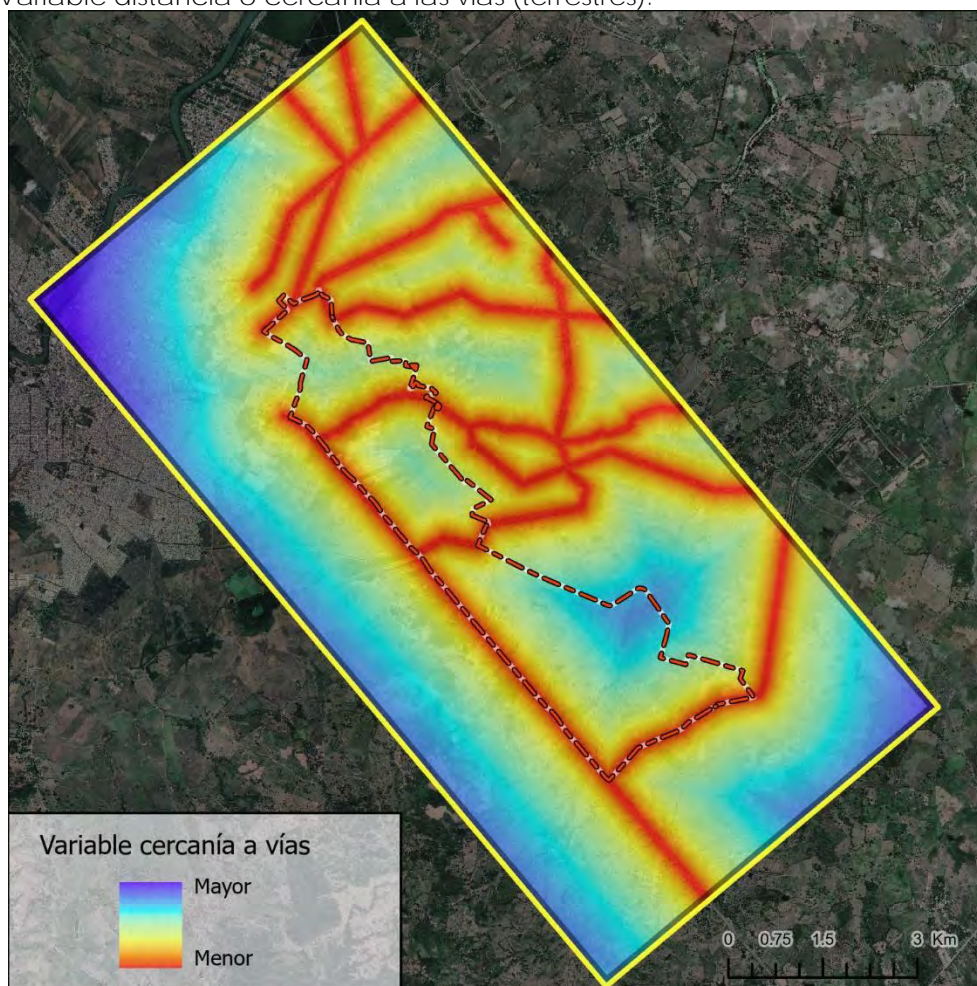 Variable distancia o cercanía a las vías (terrestres).
Variable cercanía a vías
Mayor
Menor
0 0.75 1.5 3 Km